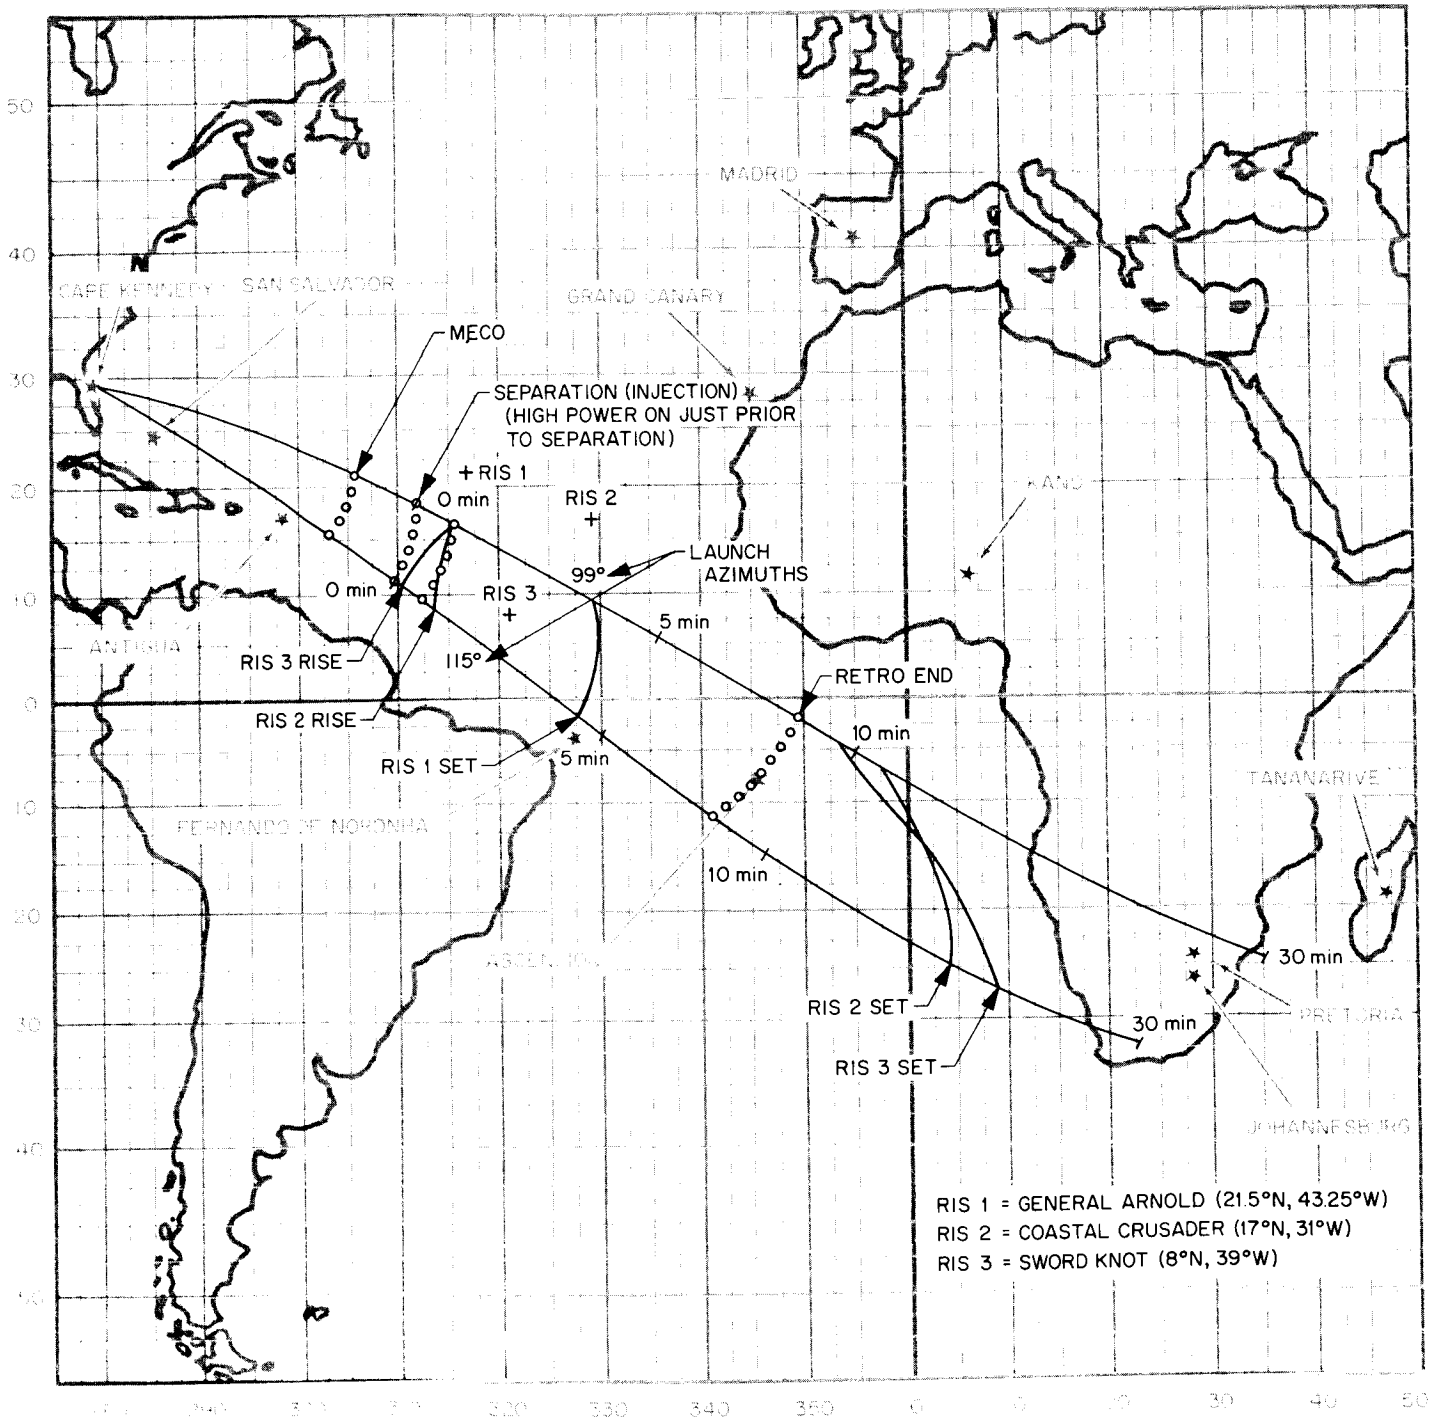 50
MADRID
40
CAPE KENNEDY
SAN SALVADOR
GRAND CANARY
MECO
30
SEPARATION (INJECTION)
(HIGH POWER ON JUST PRIOR
TO SEPARATION)
RIS 1
KANO
20
0 min
RIS 2
LAUNCH
AZIMUTHS
99°
0 min
RIS 3
10
5 min
ANTIGUA
RIS 3 RISE
115°
RETRO END
0
RIS 2 RISE
10 min
RIS 1 SET
5 min
TANANARIVE
10
FERNANDO DE NORONHA
10 min
20
ASCENSION
30 min
RIS 2 SET
PRETORIA
30
30 min
RIS 3 SET
JOHANNESBURG
40
RIS 1 = GENERAL ARNOLD (21.5°N, 43.25°W)
RIS 2 = COASTAL CRUSADER (17°N, 31°W)
RIS 3 = SWORD KNOT (8°N, 39°W)
50
320 330 340 350 0 30 40 50